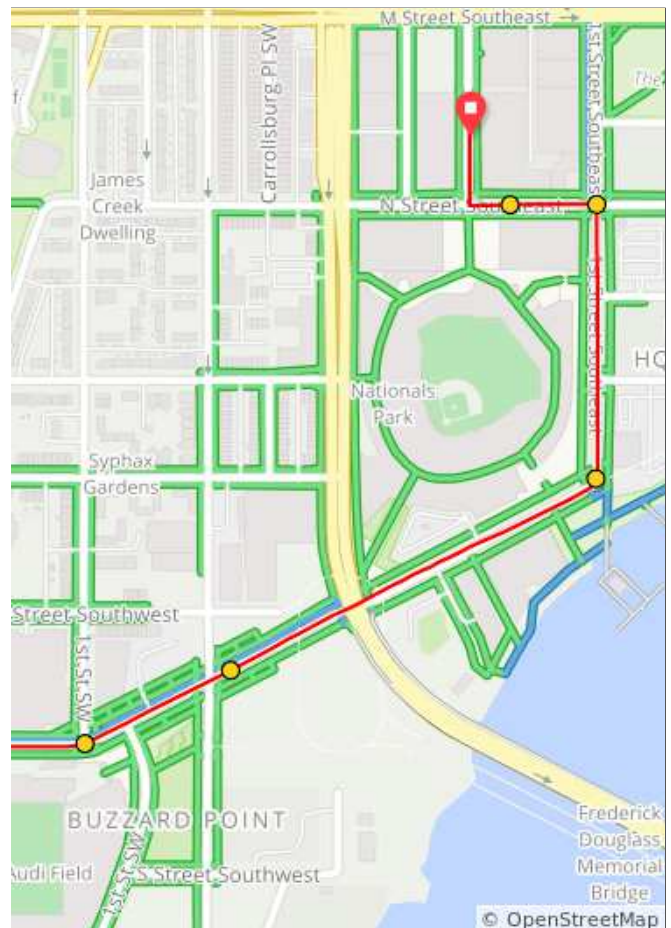 M Street Southeast
1st Street Southeast
Carrollsburg Pl SW
The
James
Creek
Dwelling
N Street Southeast
1st Street Southeast
HQ
Nationals
Park
Syphax
Gardens
Street Southwest
1st St SW
BUZZARD POINT
Audi Field
1st St SW
S Street Southwest
Frederick
Douglass
Memorial
Bridge
© OpenStreetMap